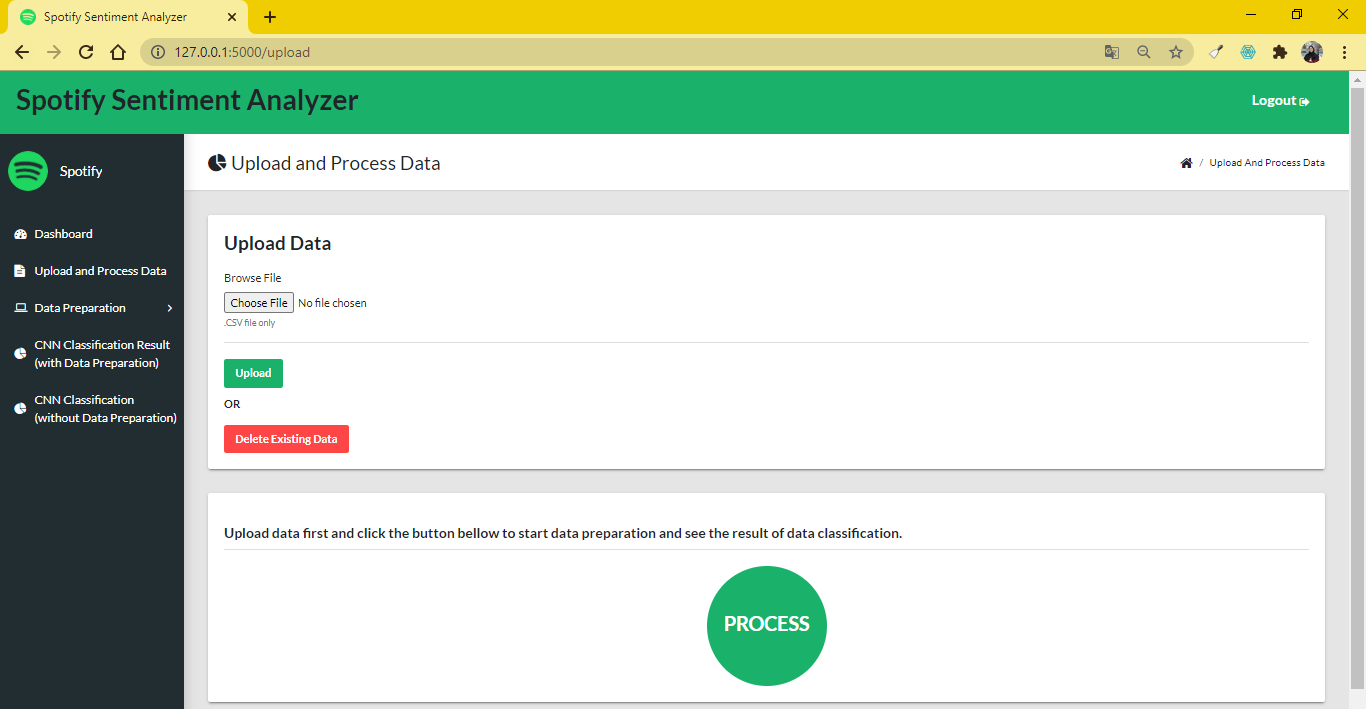 Spotify Sentiment Analyzer
127.0.0.1:5000/upload
Spotify Sentiment Analyzer
Logout
Spotify
Upload and Process Data
/ Upload And Process Data
Dashboard
Upload and Process Data
Data Preparation
CNN Classification Result
(with Data Preparation)
CNN Classification
(without Data Preparation)
Upload Data
Browse File
Choose File No file chosen
.CSV file only
Upload
OR
Delete Existing Data
Upload data first and click the button bellow to start data preparation and see the result of data classification.
PROCESS